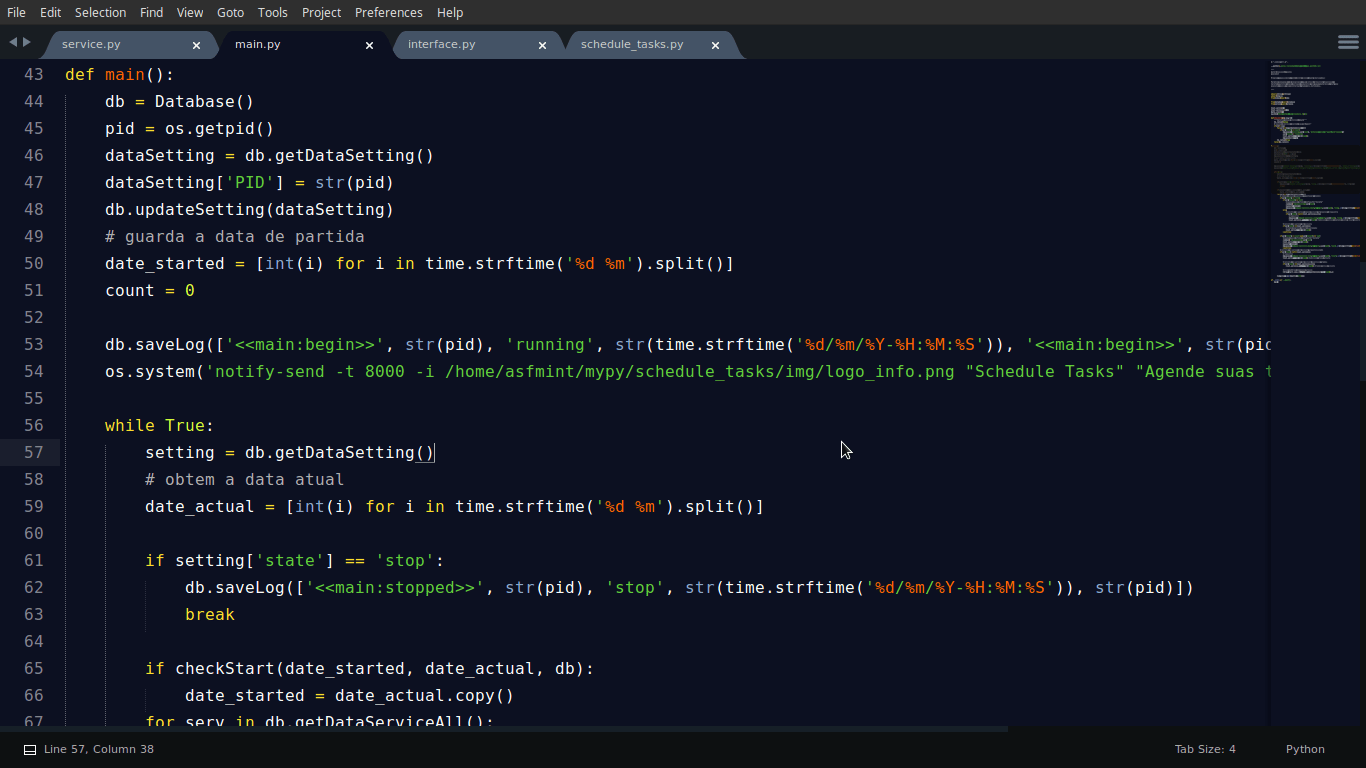 File Edit Selection Find View Goto Tools Project Preferences Help
service.py × main.py × interface.py × schedule_tasks.py ×
43 def main():
44     db = Database()
45     pid = os.getpid()
46     dataSetting = db.getDataSetting()
47     dataSetting['PID'] = str(pid)
48     db.updateSetting(dataSetting)
49     # guarda a data de partida
50     date_started = [int(i) for i in time.strftime('%d %m').split()]
51     count = 0
52
53     db.saveLog(['<<main:begin>>', str(pid), 'running', str(time.strftime('%d/%m/%Y-%H:%M:%S')), '<<main:begin>>', str(pid
54     os.system('notify-send -t 8000 -i /home/asfmint/mypy/schedule_tasks/img/logo_info.png "Schedule Tasks" "Agende suas t
55
56     while True:
57         setting = db.getDataSetting()
58         # obtem a data atual
59         date_actual = [int(i) for i in time.strftime('%d %m').split()]
60
61         if setting['state'] == 'stop':
62             db.saveLog(['<<main:stopped>>', str(pid), 'stop', str(time.strftime('%d/%m/%Y-%H:%M:%S')), str(pid)])
63             break
64
65         if checkStart(date_started, date_actual, db):
66             date_started = date_actual.copy()
67         for serv in db.getDataServiceAll():
Line 57, Column 38 Tab Size: 4 Python